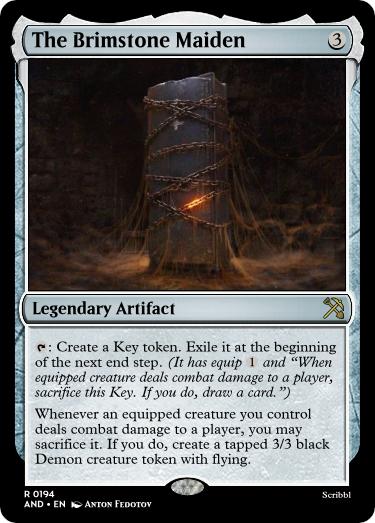 The Brimstone Maiden 3
Legendary Artifact
: Create a Key token. Exile it at the beginning
of the next end step. (It has equip 1 and “When
equipped creature deals combat damage to a player,
sacrifice this Key. If you do, draw a card.”)
Whenever an equipped creature you control
deals combat damage to a player, you may
sacrifice it. If you do, create a tapped 3/3 black
Demon creature token with flying.
R 0194
Scribbl
AND • EN Anton Fedotov